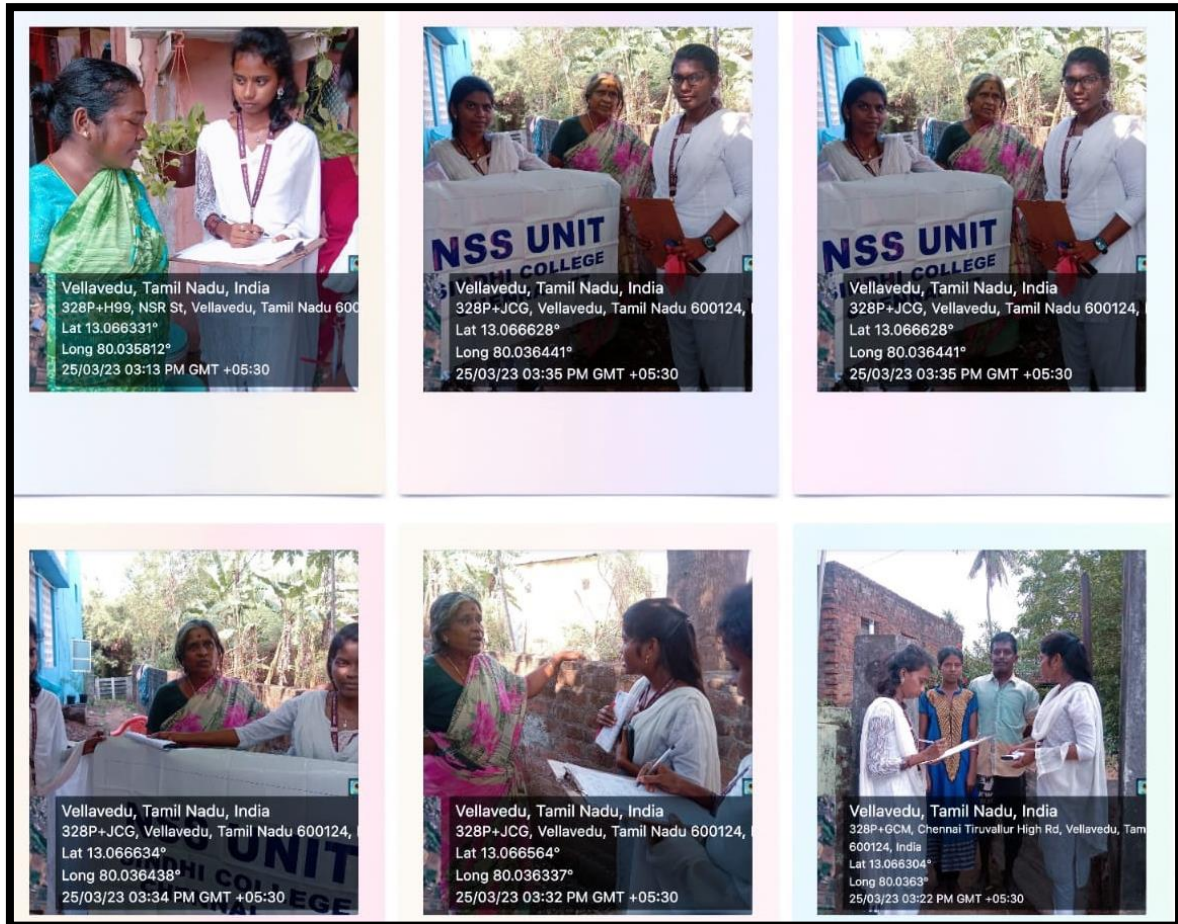 Vellavedu, Tamil Nadu, India
328P+H99, NSR St, Vellavedu, Tamil Nadu 600
Lat 13.066331°
Long 80.035812°
25/03/23 03:13 PM GMT +05:30
NSS UNIT
SINDHI COLLEGE
Vellavedu, Tamil Nadu, India
328P+JCG, Vellavedu, Tamil Nadu 600124,
Lat 13.066628°
Long 80.036441°
25/03/23 03:35 PM GMT +05:30
NSS UNIT
SINDHI COLLEGE
Vellavedu, Tamil Nadu, India
328P+JCG, Vellavedu, Tamil Nadu 600124,
Lat 13.066628°
Long 80.036441°
25/03/23 03:35 PM GMT +05:30
Vellavedu, Tamil Nadu, India
328P+JCG, Vellavedu, Tamil Nadu 600124,
Lat 13.066634°
Long 80.036438°
25/03/23 03:34 PM GMT +05:30
NSS UNIT
SINDHI COLLEGE
CHENNAI
Vellavedu, Tamil Nadu, India
328P+JCG, Vellavedu, Tamil Nadu 600124,
Lat 13.066564°
Long 80.036337°
25/03/23 03:32 PM GMT +05:30
Vellavedu, Tamil Nadu, India
328P+GCM, Chennai Tiruvallur High Rd, Vellavedu, Tam
600124, India
Lat 13.066304°
Long 80.0363°
25/03/23 03:22 PM GMT +05:30